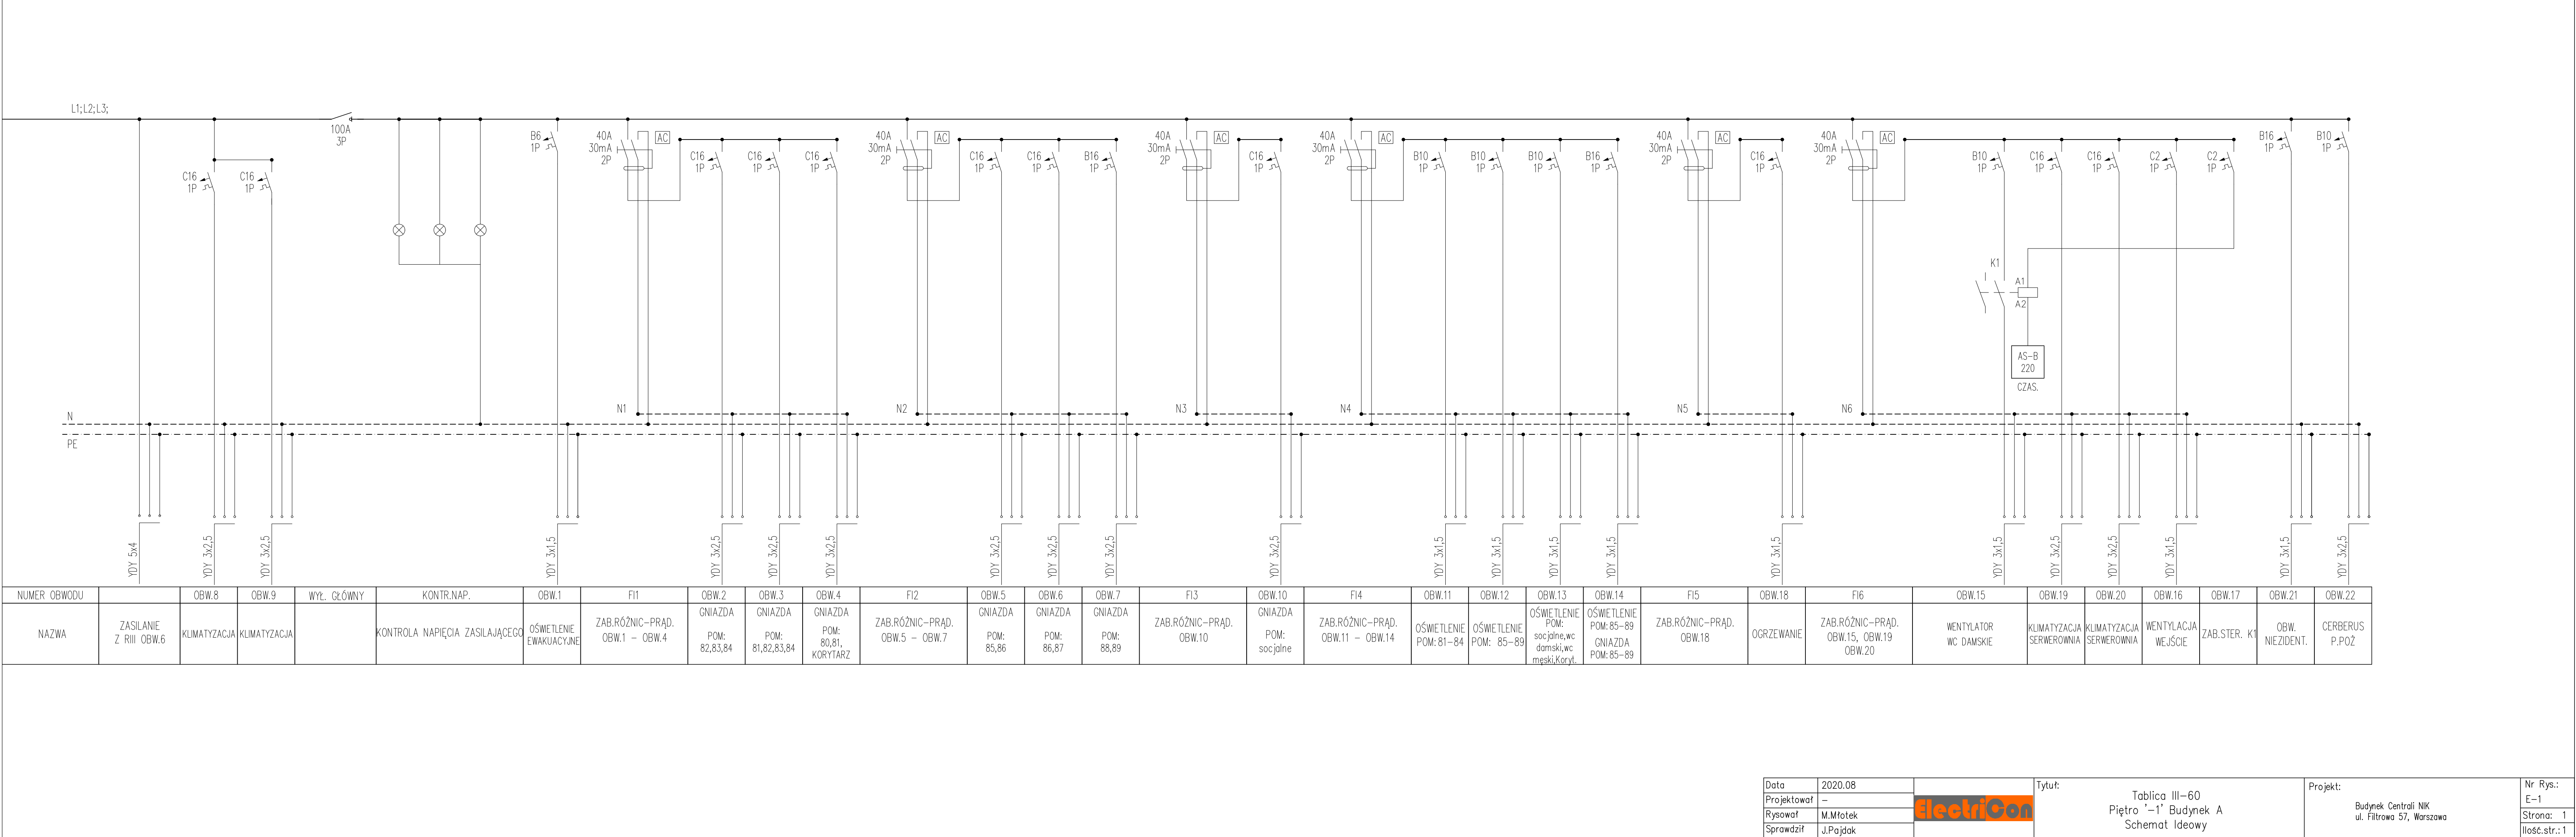 L1;L2;L3;
100A
3P
C16
1P
C16
1P
B6
1P
40A
30mA
2P
AC
C16
1P
C16
1P
C16
1P
40A
30mA
2P
AC
C16
1P
C16
1P
B16
1P
40A
30mA
2P
AC
C16
1P
40A
30mA
2P
AC
B10
1P
B10
1P
B10
1P
B16
1P
40A
30mA
2P
AC
C16
1P
40A
30mA
2P
AC
B10
1P
C16
1P
C16
1P
C2
1P
C2
1P
B16
1P
B10
1P
K1
A1
A2
AS-B
220
CZAS.
N
PE
N1
N2
N3
N4
N5
N6
YDY 5x4
YDY 3x2,5
YDY 3x2,5
YDY 3x1,5
YDY 3x2,5
YDY 3x2,5
YDY 3x2,5
YDY 3x2,5
YDY 3x2,5
YDY 3x2,5
YDY 3x2,5
YDY 3x1,5
YDY 3x1,5
YDY 3x1,5
YDY 3x2,5
YDY 3x1,5
YDY 3x1,5
YDY 3x2,5
YDY 3x2,5
YDY 3x1,5
YDY 3x1,5
YDY 3x2,5
NUMER OBWODU OBW.8 OBW.9 WYŁ. GŁÓWNY KONTR.NAP. OBW.1 FI1 OBW.2 OBW.3 OBW.4 FI2 OBW.5 OBW.6 OBW.7 FI3 OBW.10 FI4 OBW.11 OBW.12 OBW.13 OBW.14 FI5 OBW.18 FI6 OBW.15 OBW.19 OBW.20 OBW.16 OBW.17 OBW.21 OBW.22
NAZWA
ZASILANIE
Z RIII OBW.6
KLIMATYZACJA
KLIMATYZACJA
KONTROLA NAPIĘCIA ZASILAJĄCEGO
OŚWIETLENIE
EWAKUACYJNE
ZAB.RÓŻNIC-PRĄD.
OBW.1 - OBW.4
GNIAZDA
POM:
82,83,84
GNIAZDA
POM:
81,82,83,84
GNIAZDA
POM:
80,81,
KORYTARZ
ZAB.RÓŻNIC-PRĄD.
OBW.5 - OBW.7
GNIAZDA
POM:
85,86
GNIAZDA
POM:
86,87
GNIAZDA
POM:
88,89
ZAB.RÓŻNIC-PRĄD.
OBW.10
GNIAZDA
POM:
socjalne
ZAB.RÓŻNIC-PRĄD.
OBW.11 - OBW.14
OŚWIETLENIE
POM:81-84
OŚWIETLENIE
POM: 85-89
OŚWIETLENIE
POM:
socjalne,wc
damski,wc
męski,Koryt.
OŚWIETLENIE
POM:85-89
GNIAZDA
POM:85-89
ZAB.RÓŻNIC-PRĄD.
OBW.18
OGRZEWANIE
ZAB.RÓŻNIC-PRĄD.
OBW.15, OBW.19
OBW.20
WENTYLATOR
WC DAMSKIE
KLIMATYZACJA
SERWEROWNIA
KLIMATYZACJA
SERWEROWNIA
WENTYLACJA
WEJŚCIE
ZAB.STER. K1
OBW.
NIEZIDENT.
CERBERUS
P.POŻ
Data 2020.08
Projektował -
Rysował M.Młotek
Sprawdził J.Pajdak
ElectriCon
Tytuł:
Tablica III-60
Piętro '-1' Budynek A
Schemat Ideowy
Projekt:
Budynek Centrali NIK
ul. Filtrowa 57, Warszawa
Nr Rys.:
E-1
Strona: 1
Ilość.str.: 1